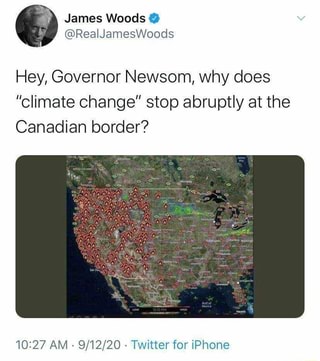 James Woods
@RealJamesWoods
Hey, Governor Newsom, why does
“climate change” stop abruptly at the
Canadian border?
10:27 AM · 9/12/20 · Twitter for iPhone